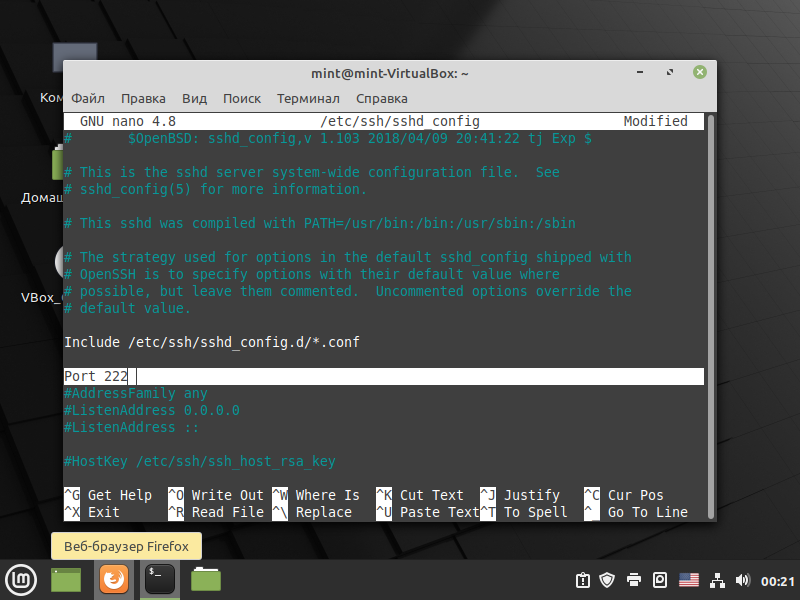 Ком
Домаш
VBox_
mint@mint-VirtualBox: ~
Файл Правка Вид Поиск Терминал Справка
GNU nano 4.8 /etc/ssh/sshd_config Modified
# $OpenBSD: sshd_config,v 1.103 2018/04/09 20:41:22 tj Exp $
# This is the sshd server system-wide configuration file. See
# sshd_config(5) for more information.
# This sshd was compiled with PATH=/usr/bin:/bin:/usr/sbin:/sbin
# The strategy used for options in the default sshd_config shipped with
# OpenSSH is to specify options with their default value where
# possible, but leave them commented. Uncommented options override the
# default value.
Include /etc/ssh/sshd_config.d/*.conf
Port 222
#AddressFamily any
#ListenAddress 0.0.0.0
#ListenAddress ::
#HostKey /etc/ssh/ssh_host_rsa_key
^G Get Help ^O Write Out ^W Where Is ^K Cut Text ^J Justify ^C Cur Pos
^X Exit ^R Read File ^\ Replace ^U Paste Text ^T To Spell ^_ Go To Line
Веб-браузер Firefox
00:21